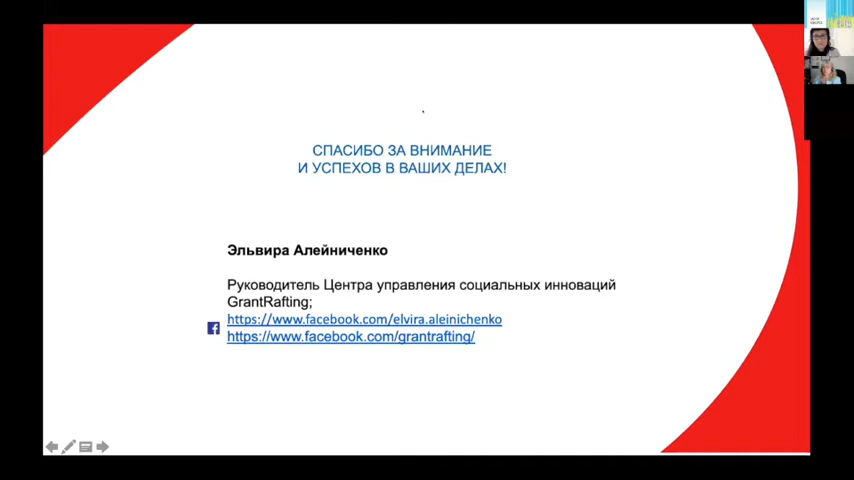 СПАСИБО ЗА ВНИМАНИЕ
И УСПЕХОВ В ВАШИХ ДЕЛАХ!
Эльвира Алейниченко
Руководитель Центра управления социальных инноваций
GrantRafting;
https://www.facebook.com/elvira.aleinichenko
https://www.facebook.com/grantrafting/